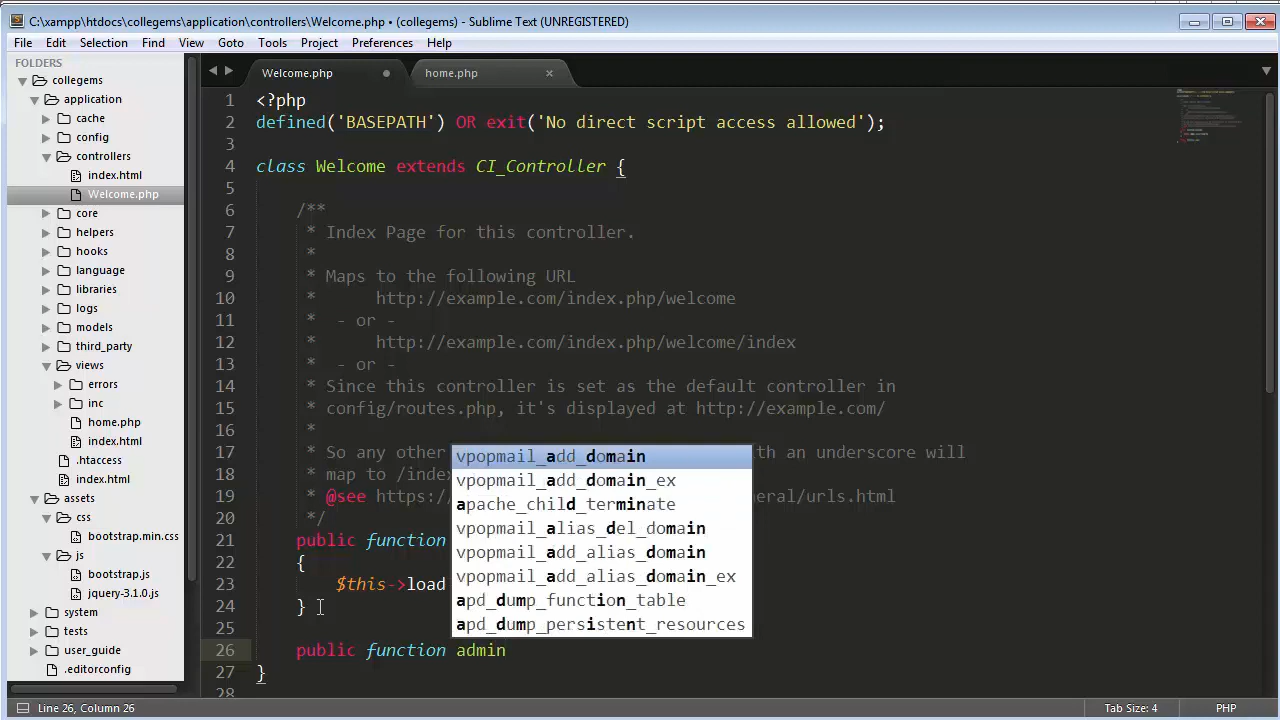 C:\xampp\htdocs\collegems\application\controllers\Welcome.php • (collegems) - Sublime Text (UNREGISTERED)
File Edit Selection Find View Goto Tools Project Preferences Help
FOLDERS
collegems
application
cache
config
controllers
index.html
Welcome.php
core
helpers
hooks
language
libraries
logs
models
third_party
views
errors
inc
home.php
index.html
.htaccess
index.html
assets
css
bootstrap.min.css
js
bootstrap.js
jquery-3.1.0.js
system
tests
user_guide
.editorconfig
Welcome.php home.php
1 <?php
2 defined('BASEPATH') OR exit('No direct script access allowed');
3
4 class Welcome extends CI_Controller {
5
6 /**
7 * Index Page for this controller.
8 *
9 * Maps to the following URL
10 * http://example.com/index.php/welcome
11 * - or -
12 * http://example.com/index.php/welcome/index
13 * - or -
14 * Since this controller is set as the default controller in
15 * config/routes.php, it's displayed at http://example.com/
16 *
17 * So any other th an underscore will
18 * map to /index
19 * @see https:/ neral/urls.html
20 */
21 public function
22 {
23 $this->load
24 }
25
26 public function admin
27 }
28
vpopmail_add_domain
vpopmail_add_domain_ex
apache_child_terminate
vpopmail_alias_del_domain
vpopmail_add_alias_domain
vpopmail_add_alias_domain_ex
apd_dump_function_table
apd_dump_persistent_resources
Line 26, Column 26 Tab Size: 4 PHP